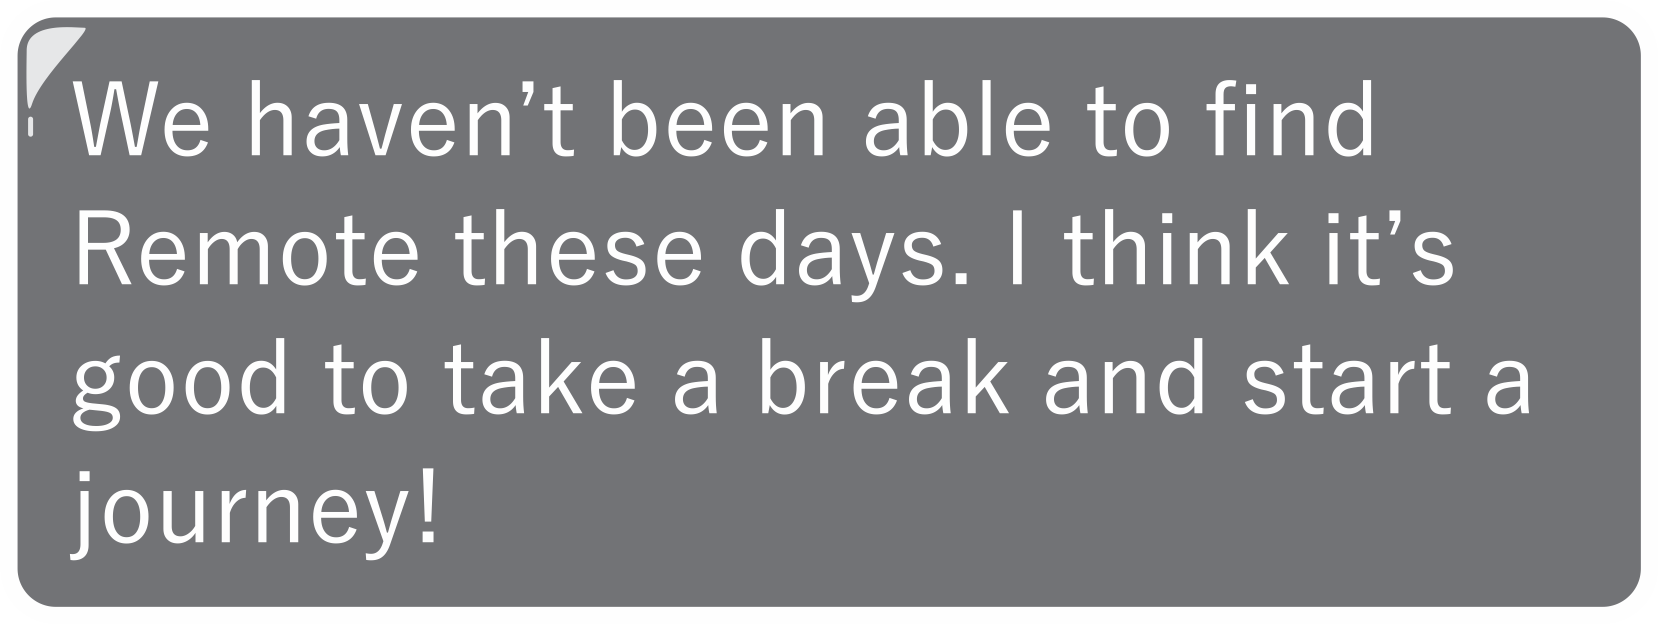 We haven’t been able to find
Remote these days. I think it’s
good to take a break and start a
journey!